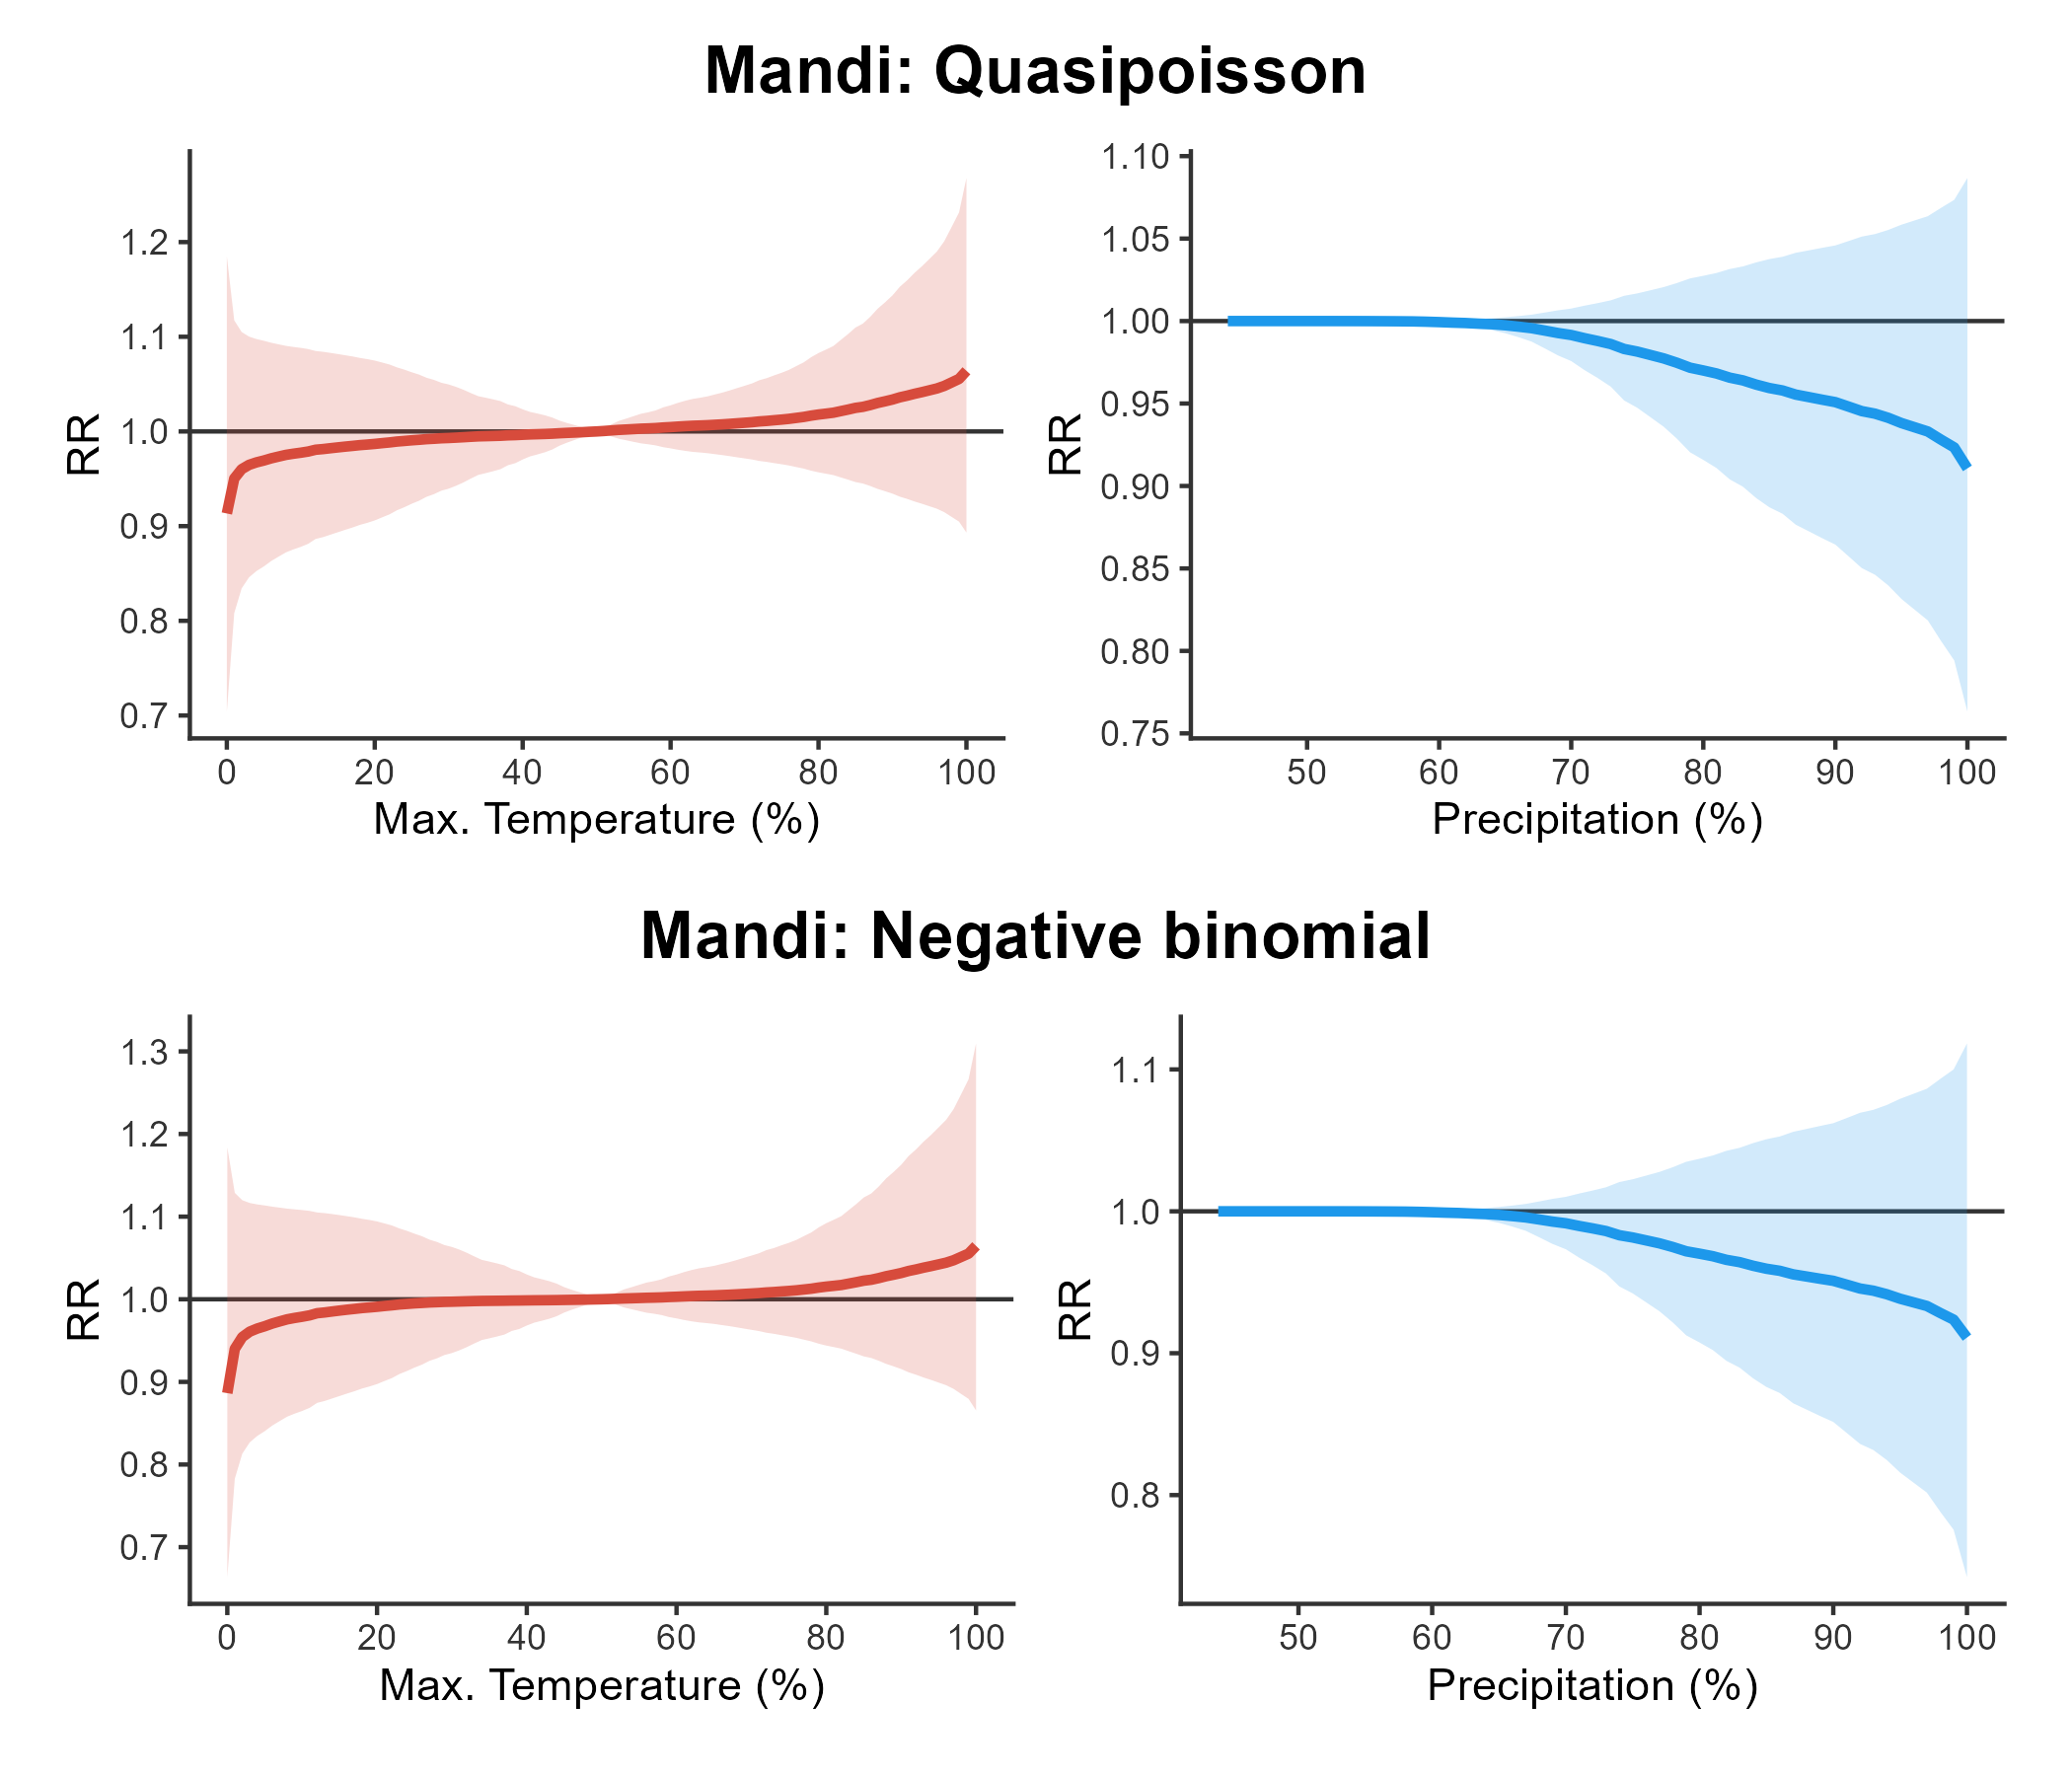 Mandi: Quasipoisson
RR
1.2
1.1
1.0
0.9
0.8
0.7
0 20 40 60 80 100
Max. Temperature (%)
RR
1.10
1.05
1.00
0.95
0.90
0.85
0.80
0.75
50 60 70 80 90 100
Precipitation (%)
Mandi: Negative binomial
RR
1.3
1.2
1.1
1.0
0.9
0.8
0.7
0 20 40 60 80 100
Max. Temperature (%)
RR
1.1
1.0
0.9
0.8
50 60 70 80 90 100
Precipitation (%)